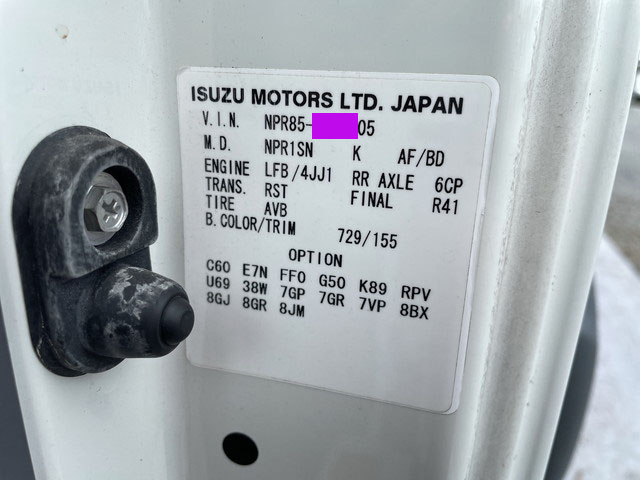 ISUZU MOTORS LTD. JAPAN
V.I.N. NPR85- 05
M.D. NPR1SN K AF/BD
ENGINE LFB/4JJ1 RR AXLE 6CP
TRANS. RST FINAL R41
TIRE AVB
B.COLOR/TRIM 729/155
OPTION
C60 E7N FF0 G50 K89 RPV
U69 38W 7GP 7GR 7VP 8BX
8GJ 8GR 8JM